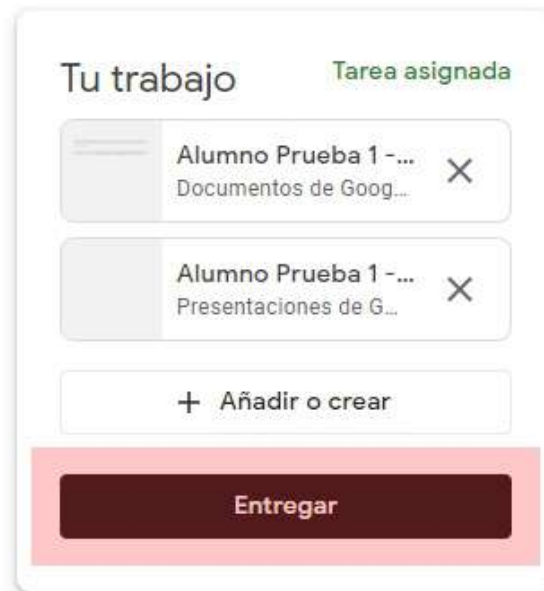 Tu trabajo
Tarea asignada
Alumno Prueba 1 -...
Documentos de Goog...
Alumno Prueba 1 -...
Presentaciones de G...
+ Añadir o crear
Entregar